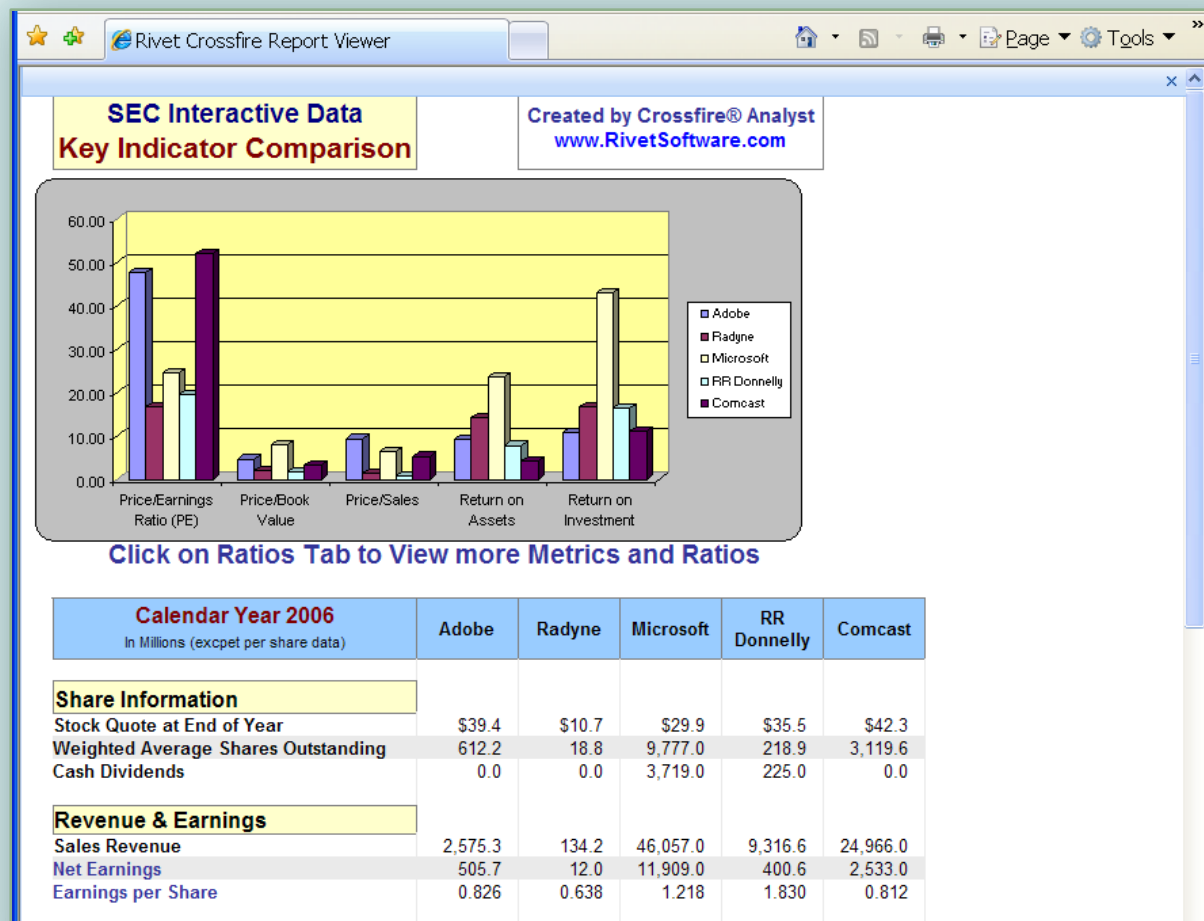 Rivet Crossfire Report Viewer
Page Tools »
SEC Interactive Data
Key Indicator Comparison
Created by Crossfire® Analyst
www.RivetSoftware.com
60.00
50.00
40.00
30.00
20.00
10.00
0.00
Price/Earnings Ratio (PE)
Price/Book Value
Price/Sales
Return on Assets
Return on Investment
Adobe
Radyne
Microsoft
RR Donnelly
Comcast
Click on Ratios Tab to View more Metrics and Ratios
Calendar Year 2006
In Millions (excpet per share data)
Adobe Radyne Microsoft RR Donnelly Comcast
Share Information
Stock Quote at End of Year $39.4 $10.7 $29.9 $35.5 $42.3
Weighted Average Shares Outstanding 612.2 18.8 9,777.0 218.9 3,119.6
Cash Dividends 0.0 0.0 3,719.0 225.0 0.0
Revenue & Earnings
Sales Revenue 2,575.3 134.2 46,057.0 9,316.6 24,966.0
Net Earnings 505.7 12.0 11,909.0 400.6 2,533.0
Earnings per Share 0.826 0.638 1.218 1.830 0.812